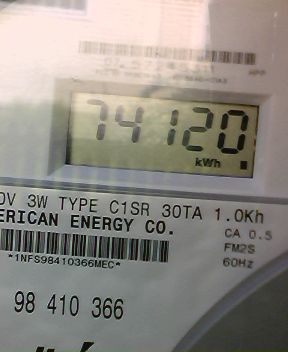 74120
kWh
0V 3W TYPE C1SR 30TA 1.0Kh
ERICAN ENERGY CO.
CA 0.5
FM2S
60Hz
*1NFS98410366MEC*
98 410 366